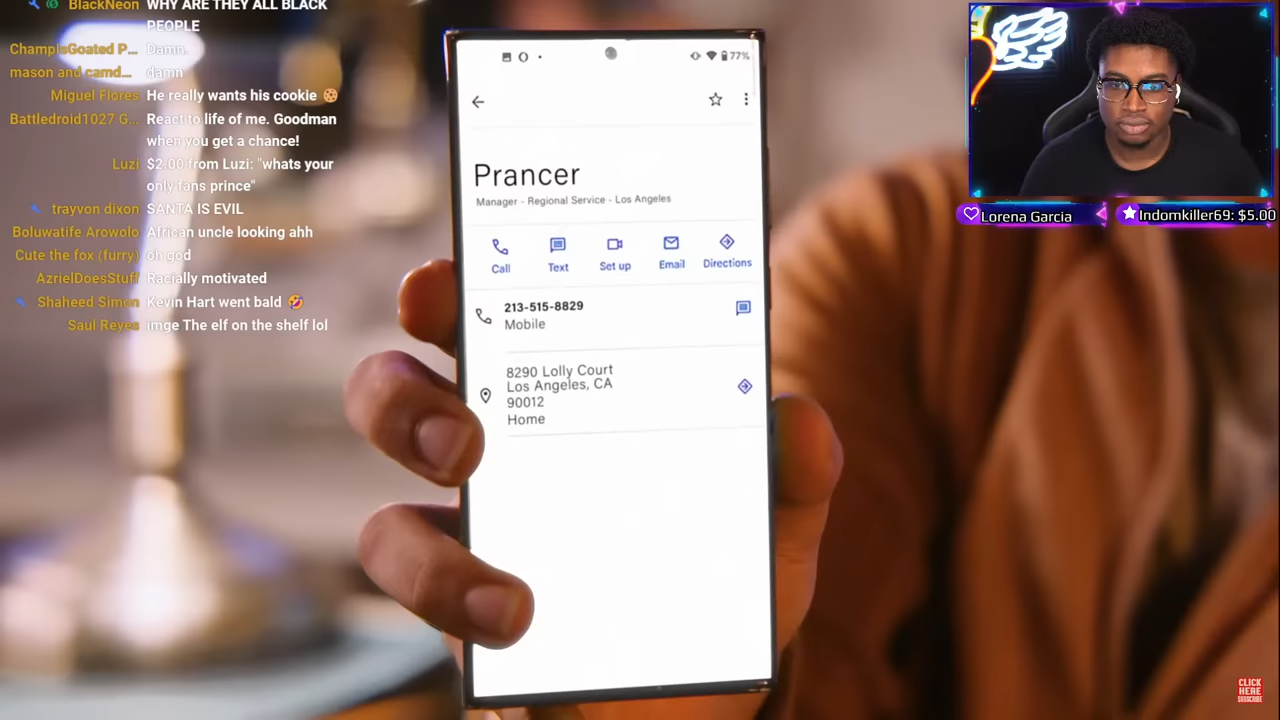 BlackNeon WHY ARE THEY ALL BLACK
PEOPLE
ChampisGoated P... Damn.
mason and camd... damn
Miguel Flores He really wants his cookie 🍪
Battledroid1027 G... React to life of me. Goodman
when you get a chance!
Luzi $2.00 from Luzi: "whats your
only fans prince"
trayvon dixon SANTA IS EVIL
Boluwatife Arowolo African uncle looking ahh
Cute the fox (furry) oh god
AzrielDoesStuff Racially motivated
Shaheed Simon Kevin Hart went bald 🤣
Saul Reyes imge The elf on the shelf lol
77%
Prancer
Manager - Regional Service - Los Angeles
Call Text Set up Email Directions
213-515-8829
Mobile
8290 Lolly Court
Los Angeles, CA
90012
Home
Lorena Garcia
Indomkiller69: $5.00
CLICK
HERE
SUBSCRIBE